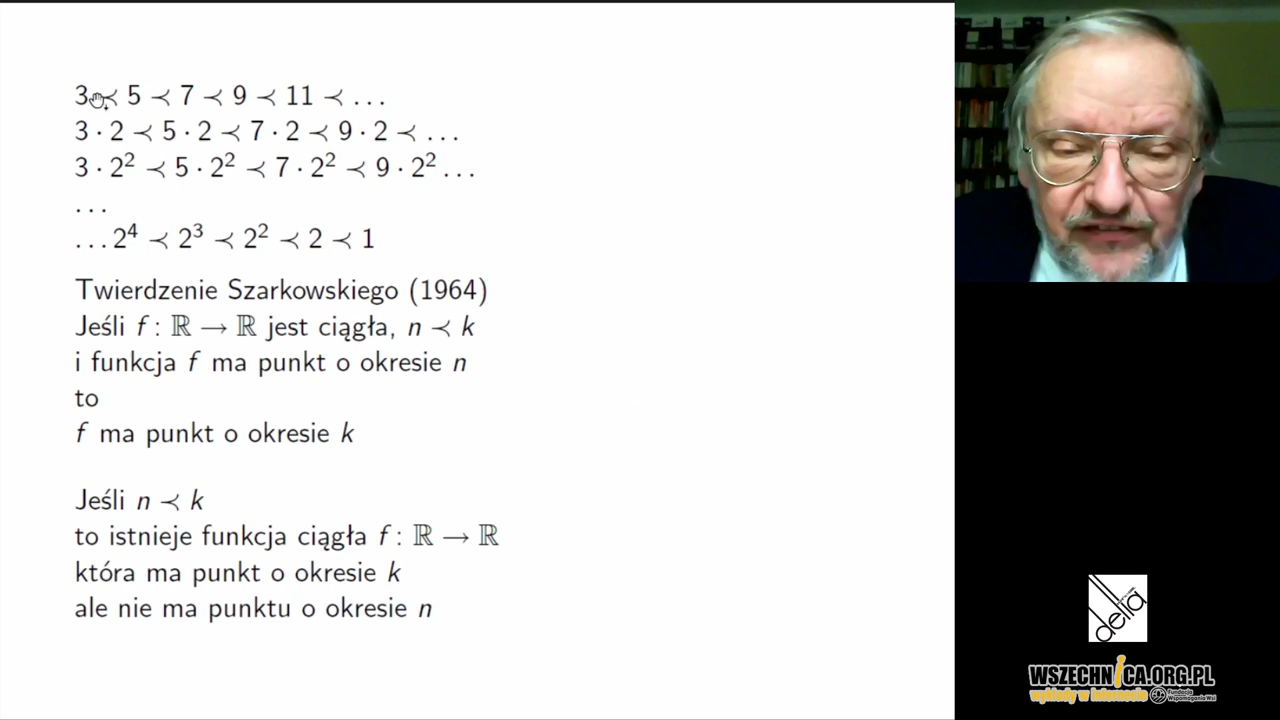 3 ≺ 5 ≺ 7 ≺ 9 ≺ 11 ≺ ...
3 · 2 ≺ 5 · 2 ≺ 7 · 2 ≺ 9 · 2 ≺ ...
3 · 2² ≺ 5 · 2² ≺ 7 · 2² ≺ 9 · 2² ...
...
... 2⁴ ≺ 2³ ≺ 2² ≺ 2 ≺ 1
Twierdzenie Szarkowskiego (1964)
Jeśli f : ℝ → ℝ jest ciągła, n ≺ k
i funkcja f ma punkt o okresie n
to
f ma punkt o okresie k
Jeśli n ≺ k
to istnieje funkcja ciągła f : ℝ → ℝ
która ma punkt o okresie k
ale nie ma punktu o okresie n
delta
WSZECHNiCA.ORG.PL
wykłady w internecie
Fundacja
Wspomagania Wsi